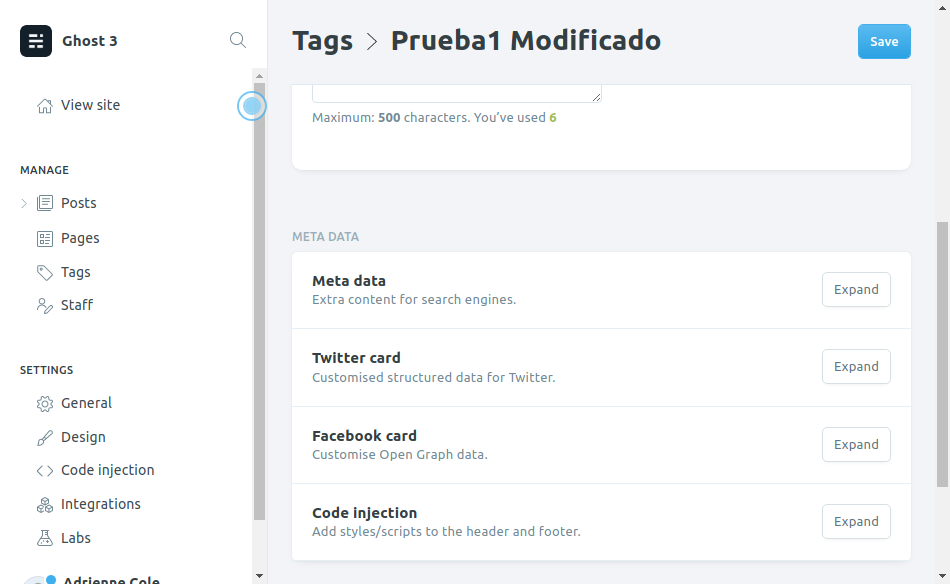 Ghost 3
View site
MANAGE
Posts
Pages
Tags
Staff
SETTINGS
General
Design
Code injection
Integrations
Labs
Adrienne Cole
Tags > Prueba1 Modificado
Save
Maximum: 500 characters. You’ve used 6
META DATA
Meta data
Extra content for search engines.
Expand
Twitter card
Customised structured data for Twitter.
Expand
Facebook card
Customise Open Graph data.
Expand
Code injection
Add styles/scripts to the header and footer.
Expand